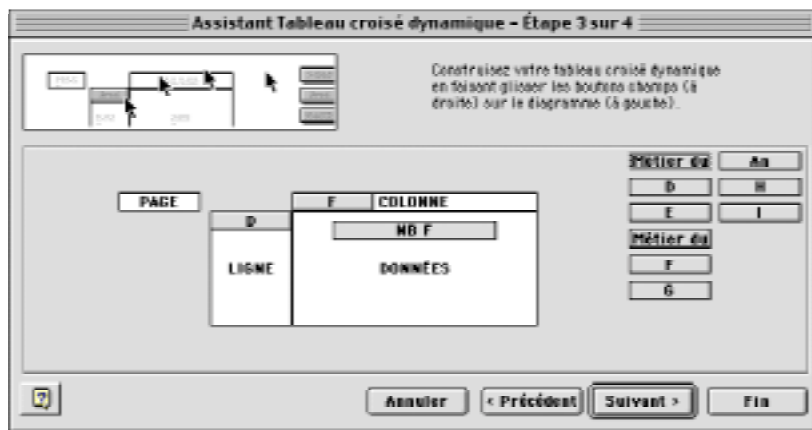 Assistant Tableau croisé dynamique – Étape 3 sur 4
Construisez votre tableau croisé dynamique
en faisant glisser les boutons champs (à
droite) sur le diagramme (à gauche).
Métier du An
D H
E I
Métier du
F
G
PAGE F COLONNE
D NB F
LIGNE DONNÉES
Annuler < Précédent Suivant > Fin